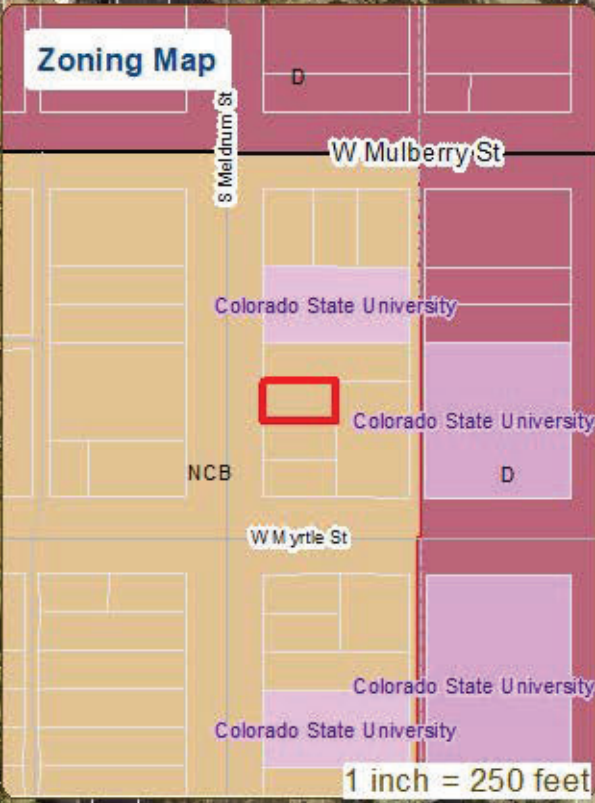 Zoning Map
D
S Meldrum St
W Mulberry St
Colorado State University
Colorado State University
NCB
D
W Myrtle St
Colorado State University
Colorado State University
1 inch = 250 feet